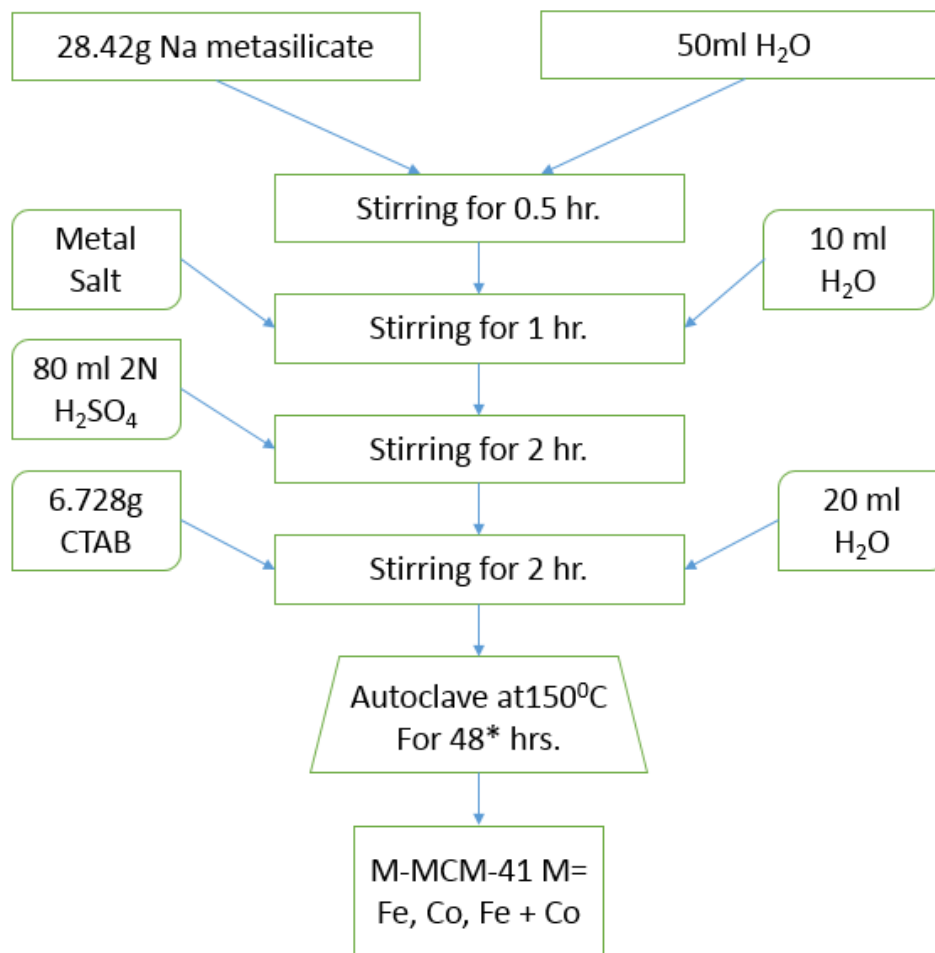 28.42g Na metasilicate
50ml H₂O
Stirring for 0.5 hr.
Metal
Salt
10 ml
H₂O
Stirring for 1 hr.
80 ml 2N
H₂SO₄
Stirring for 2 hr.
6.728g
CTAB
20 ml
H₂O
Stirring for 2 hr.
Autoclave at150⁰C
For 48* hrs.
M-MCM-41 M=
Fe, Co, Fe + Co